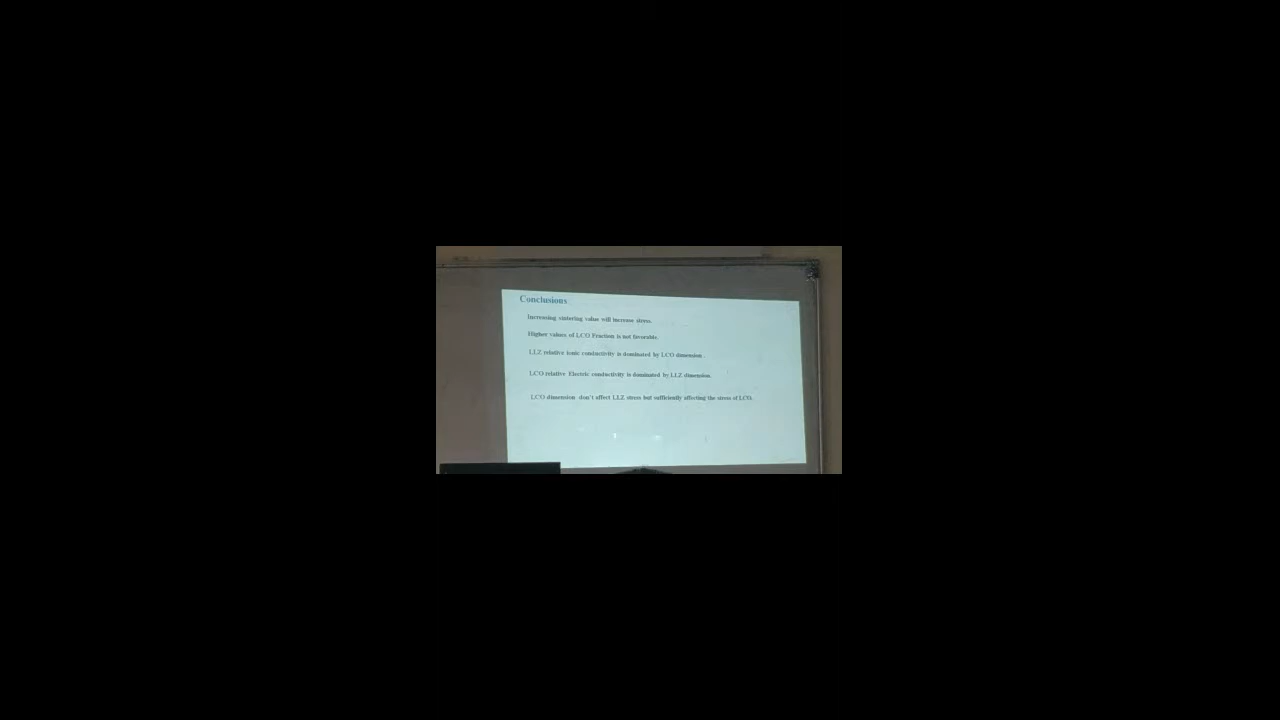 Conclusions
Increasing sintering value will increase stress.
Higher values of LCO Fraction is not favorable.
LLZ relative ionic conductivity is dominated by LCO dimension .
LCO relative Electric conductivity is dominated by LLZ dimension.
LCO dimension don't affect LLZ stress but sufficiently affecting the stress of LCO.